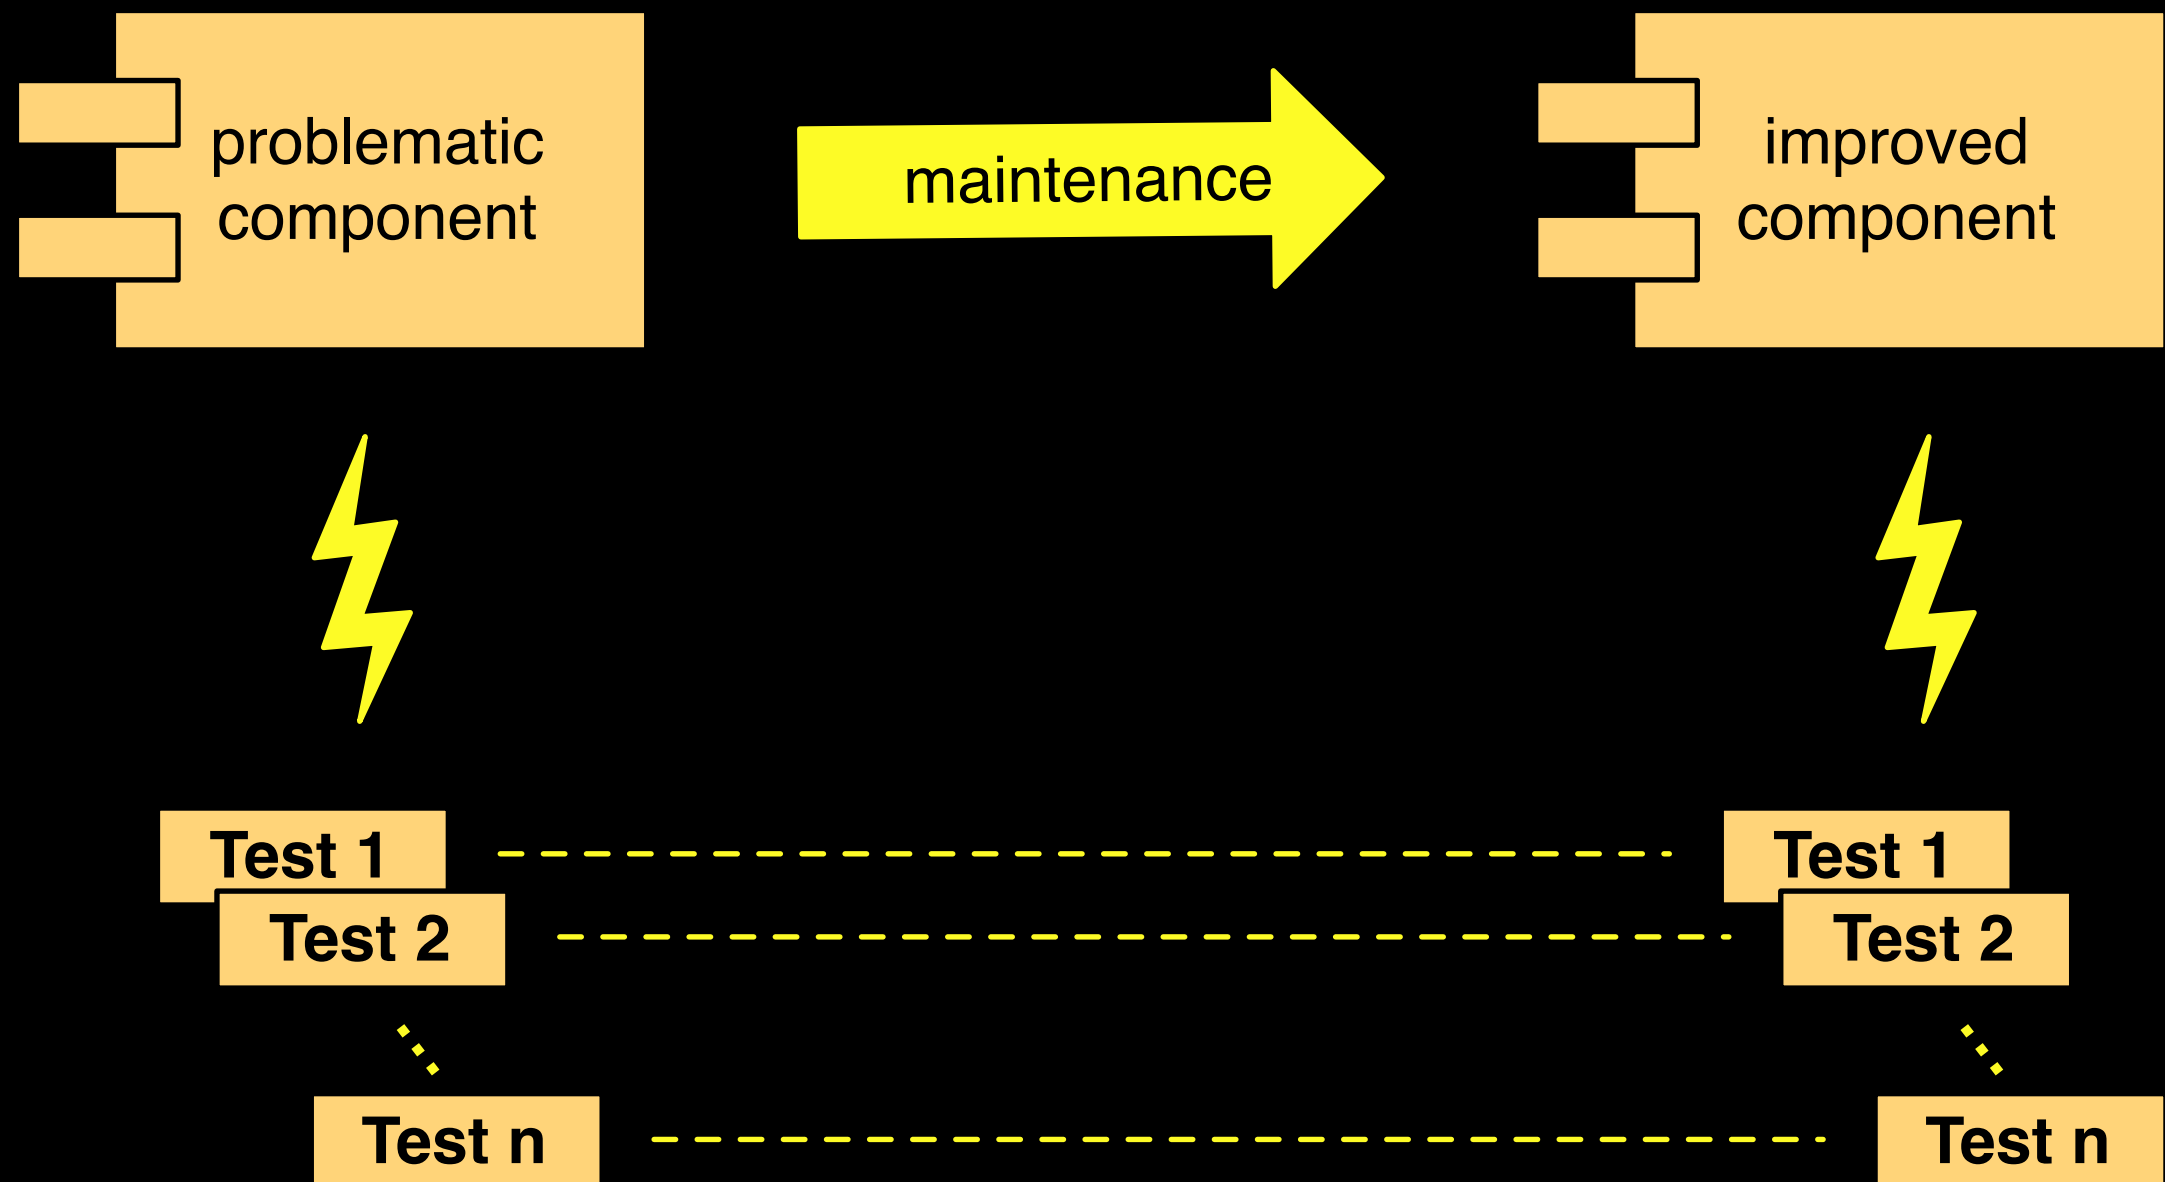 problematic
component
maintenance
improved
component
Test 1
Test 1
Test 2
Test 2
Test n
Test n